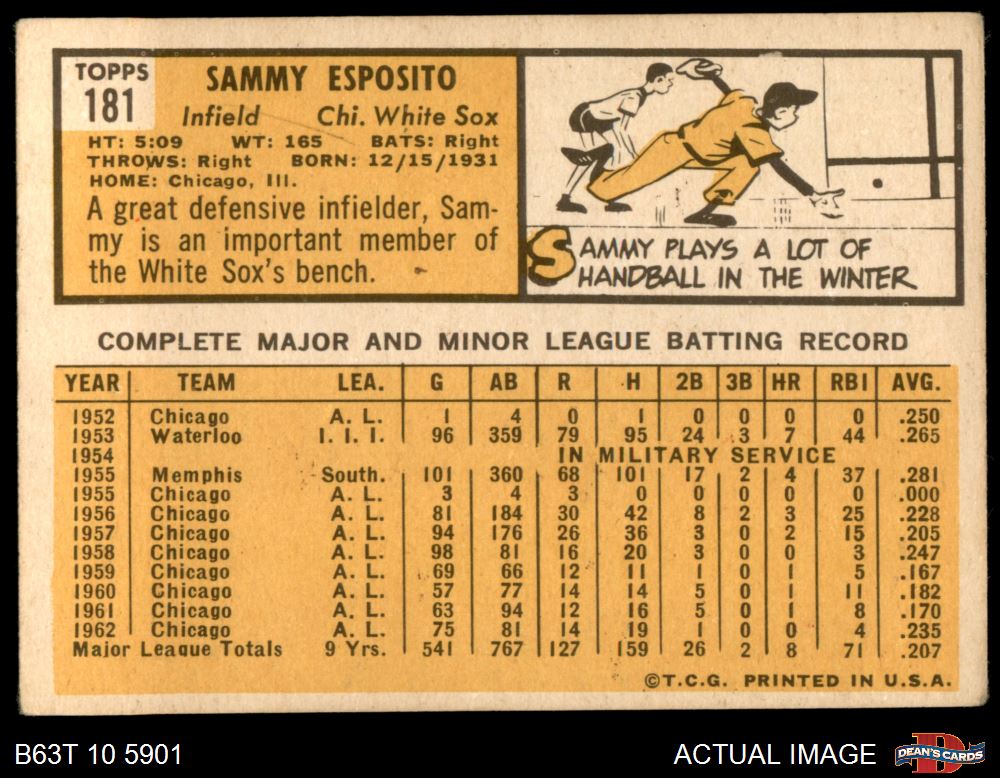 TOPPS
181
SAMMY ESPOSITO
Infield Chi. White Sox
HT: 5:09 WT: 165 BATS: Right
THROWS: Right BORN: 12/15/1931
HOME: Chicago, Ill.
A great defensive infielder, Sam-
my is an important member of
the White Sox's bench.
SAMMY PLAYS A LOT OF
HANDBALL IN THE WINTER
COMPLETE MAJOR AND MINOR LEAGUE BATTING RECORD
YEAR TEAM LEA. G AB R H 2B 3B HR RBI AVG.
1952 Chicago A. L. 1 4 0 1 0 0 0 0 .250
1953 Waterloo I. I. I. 96 359 79 95 24 3 7 44 .265
1954 IN MILITARY SERVICE
1955 Memphis South. 101 360 68 101 17 2 4 37 .281
1955 Chicago A. L. 3 4 3 0 0 0 0 0 .000
1956 Chicago A. L. 81 184 30 42 8 2 3 25 .228
1957 Chicago A. L. 94 176 26 36 3 0 2 15 .205
1958 Chicago A. L. 98 81 16 20 3 0 0 3 .247
1959 Chicago A. L. 69 66 12 11 1 0 1 5 .167
1960 Chicago A. L. 57 77 14 14 5 0 1 11 .182
1961 Chicago A. L. 63 94 12 16 5 0 1 8 .170
1962 Chicago A. L. 75 81 14 19 1 0 0 4 .235
Major League Totals 9 Yrs. 541 767 127 159 26 2 8 71 .207
©T.C.G. PRINTED IN U.S.A.
B63T 10 5901
ACTUAL IMAGE
D
DEAN'S CARDS